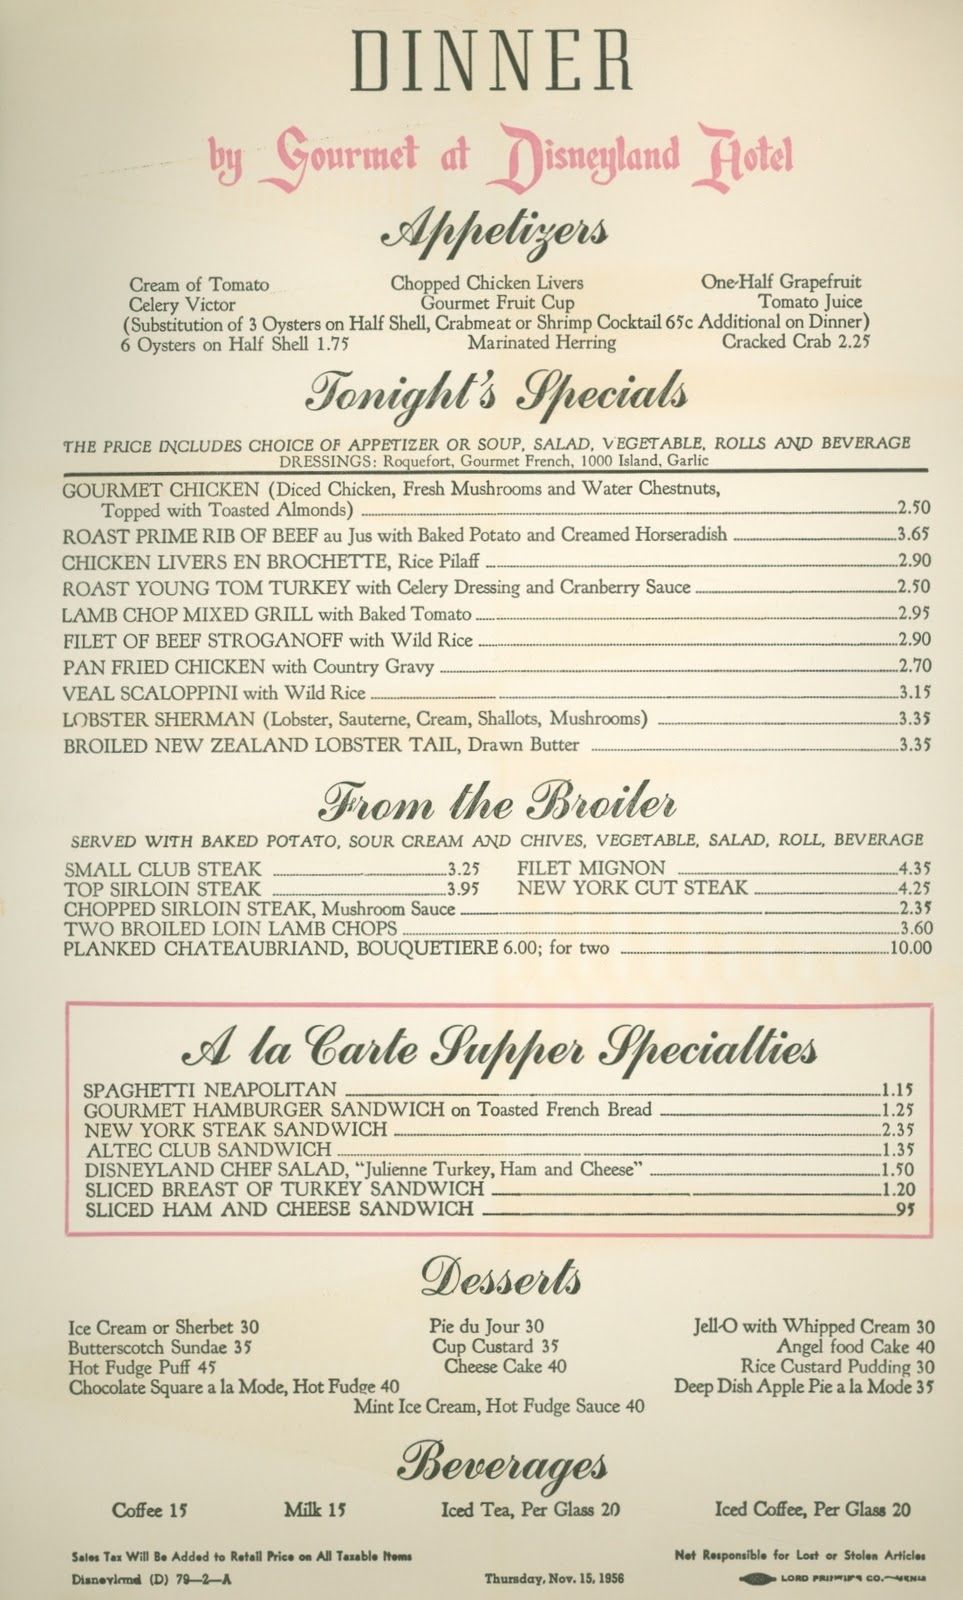 DINNER
by Gourmet at Disneyland Hotel
Appetizers
Cream of Tomato Chopped Chicken Livers One-Half Grapefruit
Celery Victor Gourmet Fruit Cup Tomato Juice
(Substitution of 3 Oysters on Half Shell, Crabmeat or Shrimp Cocktail 65c Additional on Dinner)
6 Oysters on Half Shell 1.75 Marinated Herring Cracked Crab 2.25
Tonight's Specials
THE PRICE INCLUDES CHOICE OF APPETIZER OR SOUP, SALAD, VEGETABLE, ROLLS AND BEVERAGE
DRESSINGS: Roquefort, Gourmet French, 1000 Island, Garlic
GOURMET CHICKEN (Diced Chicken, Fresh Mushrooms and Water Chestnuts,
Topped with Toasted Almonds) 2.50
ROAST PRIME RIB OF BEEF au Jus with Baked Potato and Creamed Horseradish 3.65
CHICKEN LIVERS EN BROCHETTE, Rice Pilaff 2.90
ROAST YOUNG TOM TURKEY with Celery Dressing and Cranberry Sauce 2.50
LAMB CHOP MIXED GRILL with Baked Tomato 2.95
FILET OF BEEF STROGANOFF with Wild Rice 2.90
PAN FRIED CHICKEN with Country Gravy 2.70
VEAL SCALOPPINI with Wild Rice 3.15
LOBSTER SHERMAN (Lobster, Sauterne, Cream, Shallots, Mushrooms) 3.35
BROILED NEW ZEALAND LOBSTER TAIL, Drawn Butter 3.35
From the Broiler
SERVED WITH BAKED POTATO, SOUR CREAM AND CHIVES, VEGETABLE, SALAD, ROLL, BEVERAGE
SMALL CLUB STEAK 3.25 FILET MIGNON 4.35
TOP SIRLOIN STEAK 3.95 NEW YORK CUT STEAK 4.25
CHOPPED SIRLOIN STEAK, Mushroom Sauce 2.35
TWO BROILED LOIN LAMB CHOPS 3.60
PLANKED CHATEAUBRIAND, BOUQUETIERE 6.00; for two 10.00
A la Carte Supper Specialties
SPAGHETTI NEAPOLITAN 1.15
GOURMET HAMBURGER SANDWICH on Toasted French Bread 1.25
NEW YORK STEAK SANDWICH 2.35
ALTEC CLUB SANDWICH 1.35
DISNEYLAND CHEF SALAD, "Julienne Turkey, Ham and Cheese" 1.50
SLICED BREAST OF TURKEY SANDWICH 1.20
SLICED HAM AND CHEESE SANDWICH 95
Desserts
Ice Cream or Sherbet 30 Pie du Jour 30 Jell-O with Whipped Cream 30
Butterscotch Sundae 35 Cup Custard 35 Angel food Cake 40
Hot Fudge Puff 45 Cheese Cake 40 Rice Custard Pudding 30
Chocolate Square a la Mode, Hot Fudge 40 Deep Dish Apple Pie a la Mode 35
Mint Ice Cream, Hot Fudge Sauce 40
Beverages
Coffee 15 Milk 15 Iced Tea, Per Glass 20 Iced Coffee, Per Glass 20
Sales Tax Will Be Added to Retail Price on All Taxable Items Not Responsible for Lost or Stolen Articles
Disneyland (D) 79—2—A Thursday, Nov. 15, 1956 LORD PRINTING CO.—MENUS